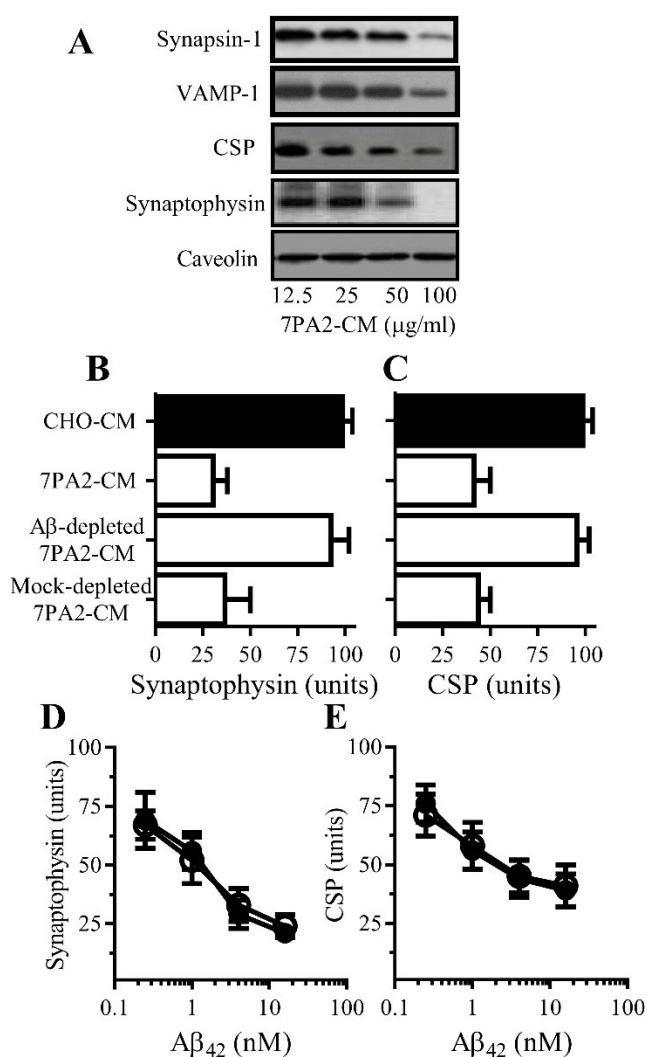 A
Synapsin-1
VAMP-1
CSP
Synaptophysin
Caveolin
12.5 25 50 100
7PA2-CM (μg/ml)
B
C
CHO-CM
7PA2-CM
Aβ-depleted
7PA2-CM
Mock-depleted
7PA2-CM
0 25 50 75 100
0 25 50 75 100
Synaptophysin (units)
CSP (units)
D
E
Synaptophysin (units)
100
75
50
25
0.1 1 10 100
Aβ42 (nM)
CSP (units)
100
75
50
25
0.1 1 10 100
Aβ42 (nM)